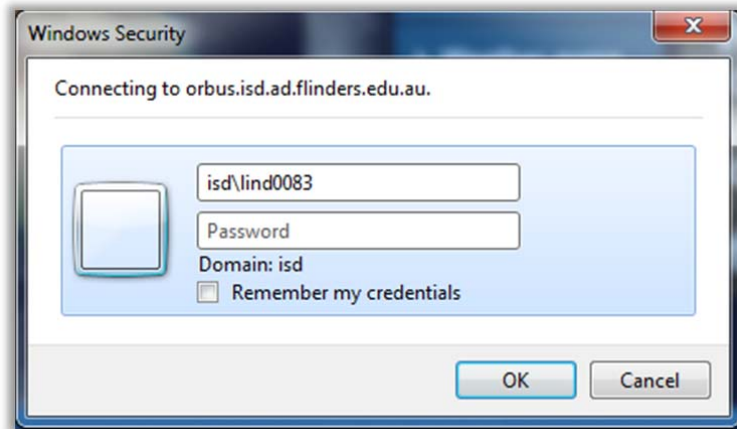 Windows Security
Connecting to orbus.isd.ad.flinders.edu.au.
isd\lind0083
Password
Domain: isd
Remember my credentials
OK
Cancel